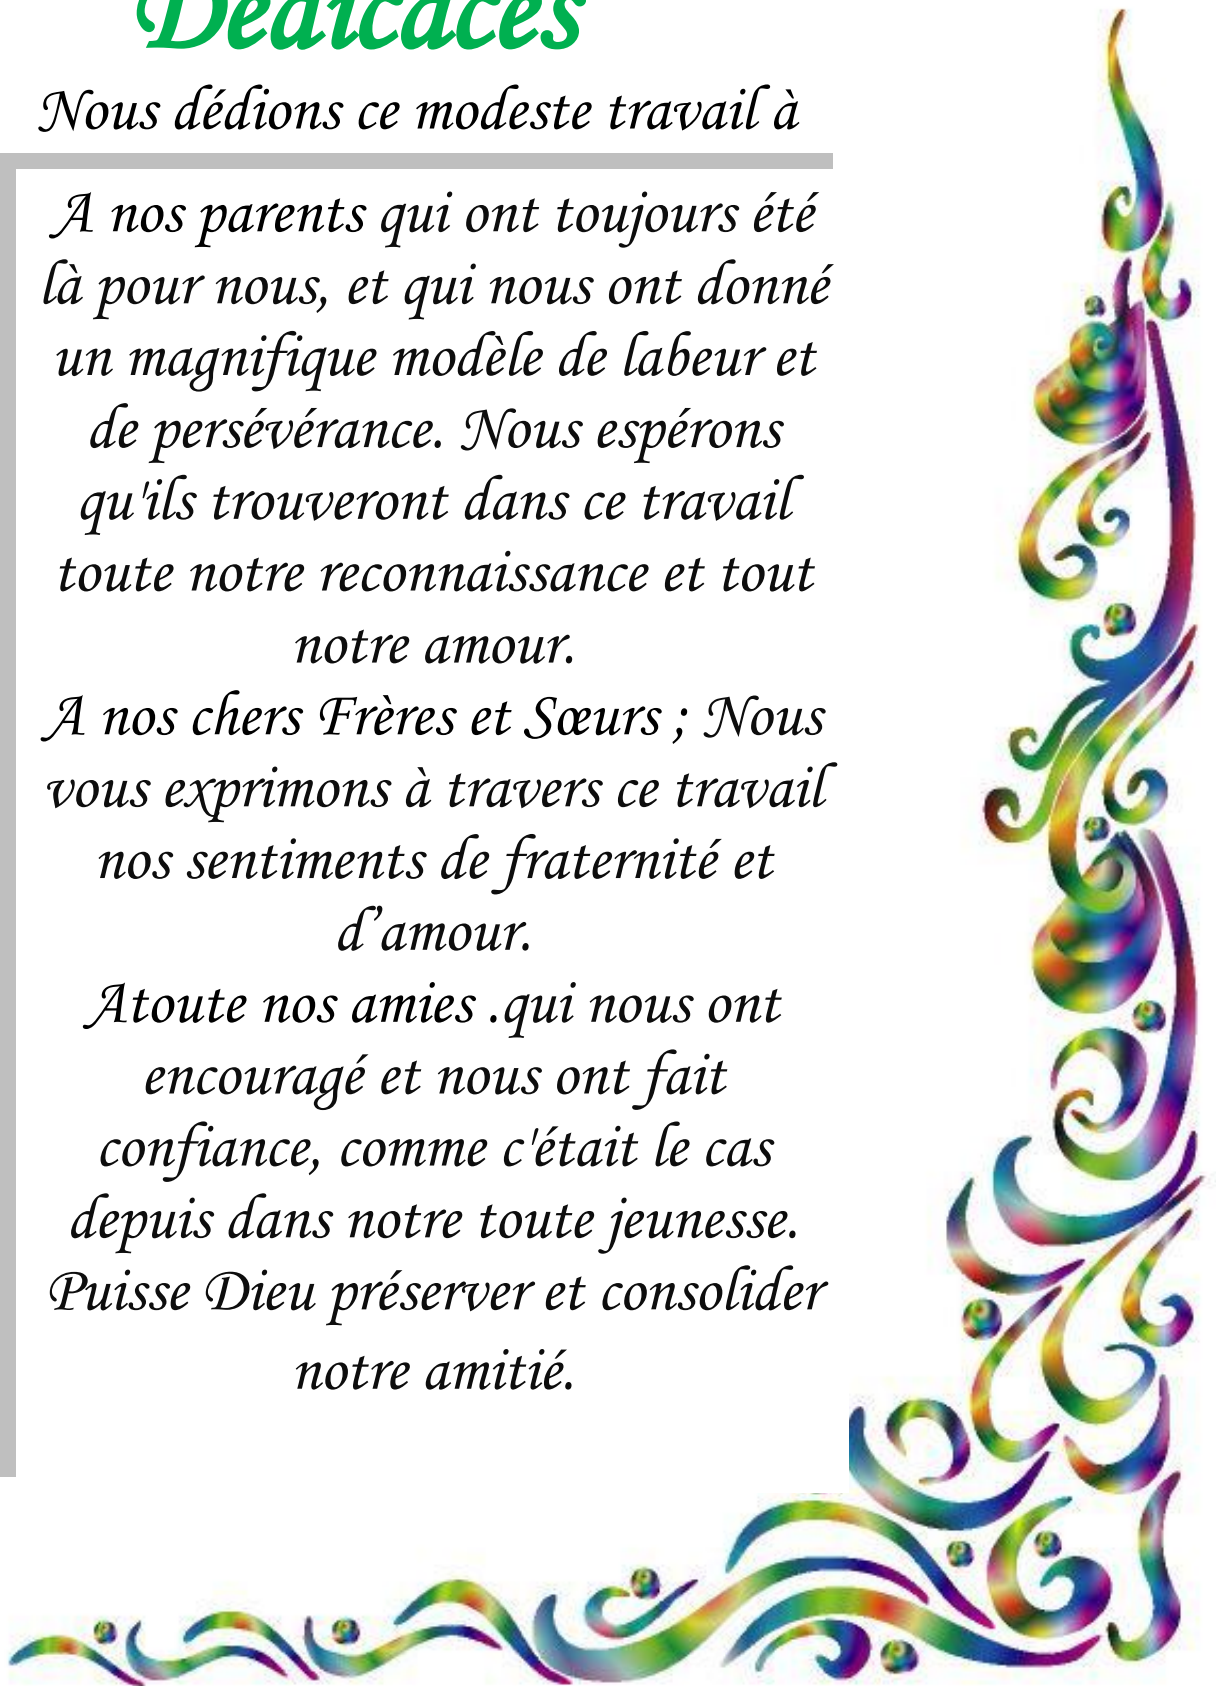 Dédicaces
Nous dédions ce modeste travail à
A nos parents qui ont toujours été
là pour nous, et qui nous ont donné
un magnifique modèle de labeur et
de persévérance. Nous espérons
qu'ils trouveront dans ce travail
toute notre reconnaissance et tout
notre amour.
A nos chers Frères et Sœurs ; Nous
vous exprimons à travers ce travail
nos sentiments de fraternité et
d’amour.
Atoute nos amies .qui nous ont
encouragé et nous ont fait
confiance, comme c'était le cas
depuis dans notre toute jeunesse.
Puisse Dieu préserver et consolider
notre amitié.